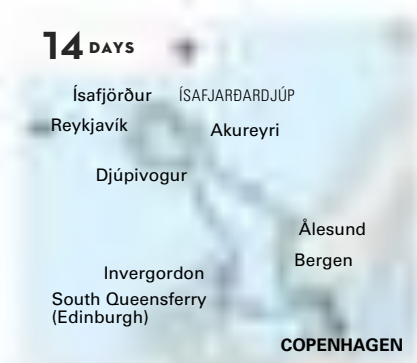 14 DAYS
Ísafjörður ÍSAFJARÐARDJÚP
Reykjavík
Akureyri
Djúpivogur
Ålesund
Bergen
Invergordon
South Queensferry
(Edinburgh)
COPENHAGEN